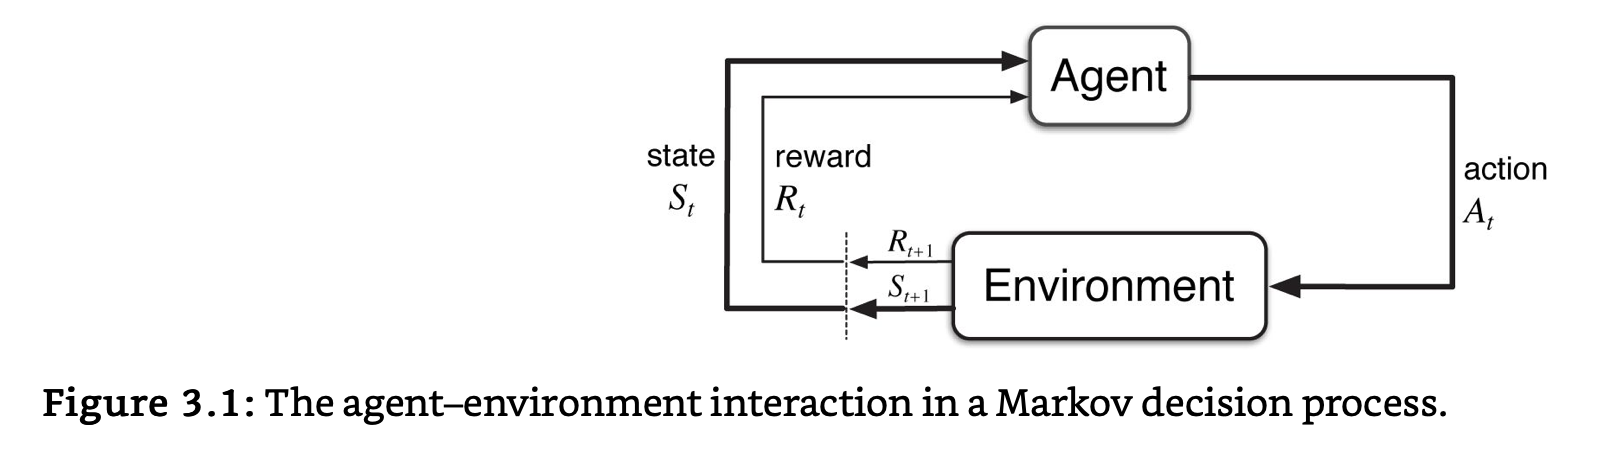 Agent
state
S_t
reward
R_t
action
A_t
R_{t+1}
S_{t+1}
Environment
Figure 3.1: The agent–environment interaction in a Markov decision process.